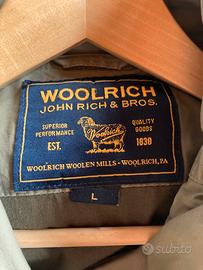 WOOLRICH
JOHN RICH & BROS.
SUPERIOR PERFORMANCE
QUALITY GOODS
Woolrich
EST.
1830
WOOLRICH WOOLEN MILLS - WOOLRICH, PA
L
subito